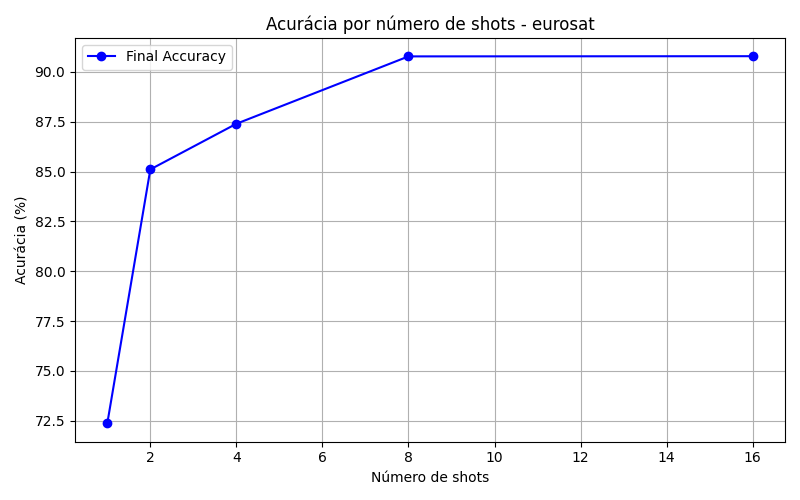 Acurácia por número de shots - eurosat
Final Accuracy
90.0
87.5
85.0
82.5
80.0
77.5
75.0
72.5
Acurácia (%)
2 4 6 8 10 12 14 16
Número de shots